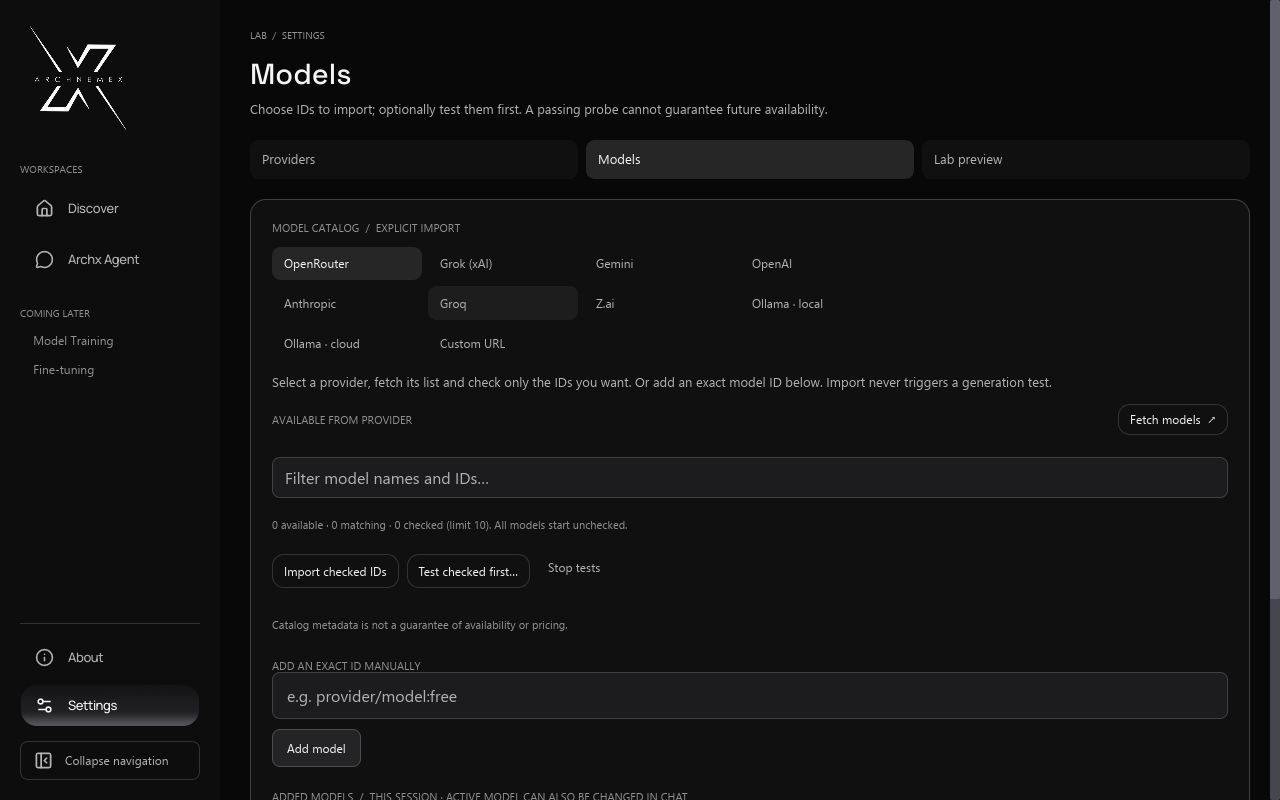 ARCHNEMEX
LAB / SETTINGS
Models
Choose IDs to import; optionally test them first. A passing probe cannot guarantee future availability.
WORKSPACES
Discover
Archx Agent
COMING LATER
Model Training
Fine-tuning
About
Settings
Collapse navigation
Providers
Models
Lab preview
MODEL CATALOG / EXPLICIT IMPORT
OpenRouter
Grok (xAI)
Gemini
OpenAI
Anthropic
Groq
Z.ai
Ollama · local
Ollama · cloud
Custom URL
Select a provider, fetch its list and check only the IDs you want. Or add an exact model ID below. Import never triggers a generation test.
AVAILABLE FROM PROVIDER
Fetch models ↗
Filter model names and IDs...
0 available · 0 matching · 0 checked (limit 10). All models start unchecked.
Import checked IDs
Test checked first...
Stop tests
Catalog metadata is not a guarantee of availability or pricing.
ADD AN EXACT ID MANUALLY
e.g. provider/model:free
Add model
ADDED MODELS / THIS SESSION · ACTIVE MODEL CAN ALSO BE CHANGED IN CHAT